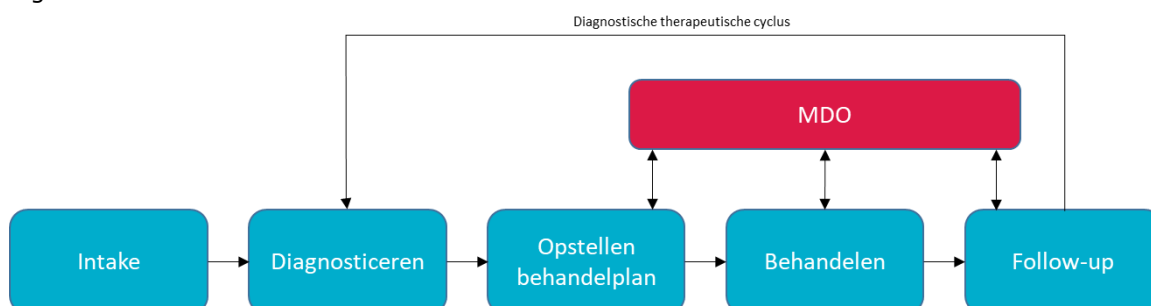 Diagnostische therapeutische cyclus
MDO
Intake
Diagnosticeren
Opstellen
behandelplan
Behandelen
Follow-up